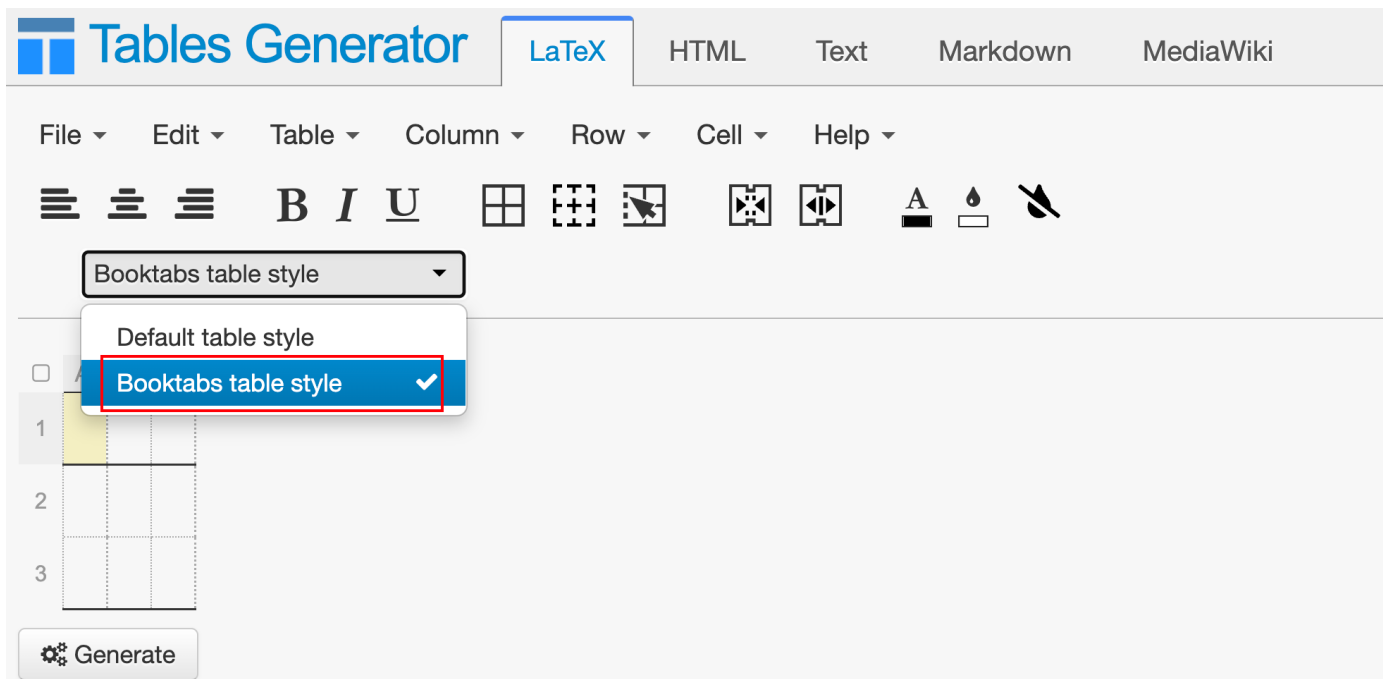 Tables Generator LaTeX HTML Text Markdown MediaWiki
File Edit Table Column Row Cell Help
B I U A
Booktabs table style
Default table style
Booktabs table style
1
2
3
Generate